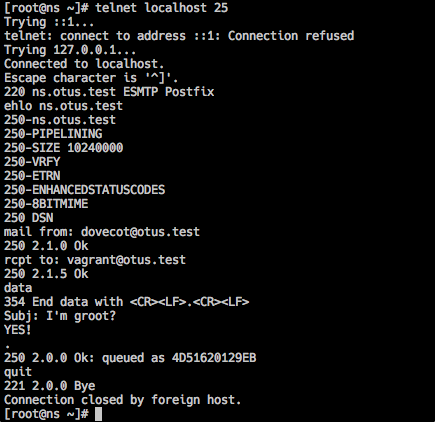 [root@ns ~]# telnet localhost 25
Trying ::1...
telnet: connect to address ::1: Connection refused
Trying 127.0.0.1...
Connected to localhost.
Escape character is '^]'.
220 ns.otus.test ESMTP Postfix
ehlo ns.otus.test
250-ns.otus.test
250-PIPELINING
250-SIZE 10240000
250-VRFY
250-ETRN
250-ENHANCEDSTATUSCODES
250-8BITMIME
250 DSN
mail from: dovecot@otus.test
250 2.1.0 Ok
rcpt to: vagrant@otus.test
250 2.1.5 Ok
data
354 End data with <CR><LF>.<CR><LF>
Subj: I'm groot?
YES!
.
250 2.0.0 Ok: queued as 4D51620129EB
quit
221 2.0.0 Bye
Connection closed by foreign host.
[root@ns ~]#